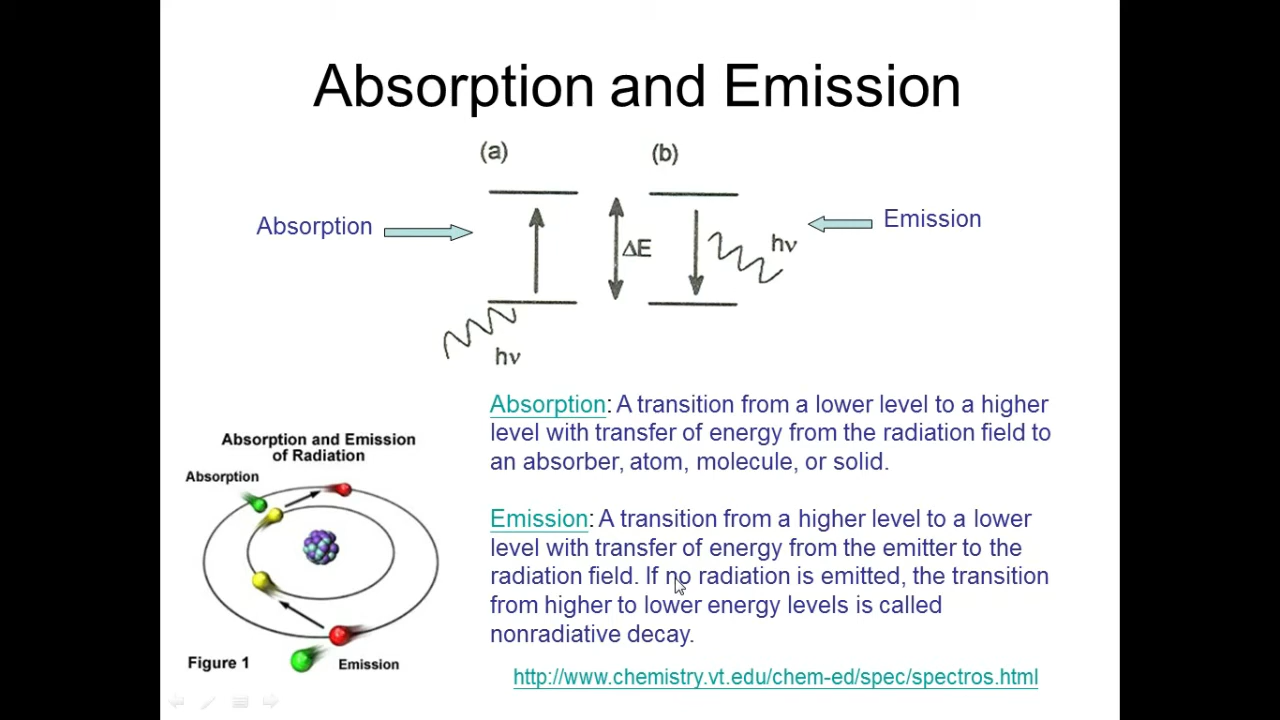 Absorption and Emission
(a)
(b)
Absorption
Emission
ΔE
hν
hν
Absorption: A transition from a lower level to a higher
level with transfer of energy from the radiation field to
an absorber, atom, molecule, or solid.
Emission: A transition from a higher level to a lower
level with transfer of energy from the emitter to the
radiation field. If no radiation is emitted, the transition
from higher to lower energy levels is called
nonradiative decay.
http://www.chemistry.vt.edu/chem-ed/spec/spectros.html
Absorption and Emission
of Radiation
Absorption
Figure 1
Emission